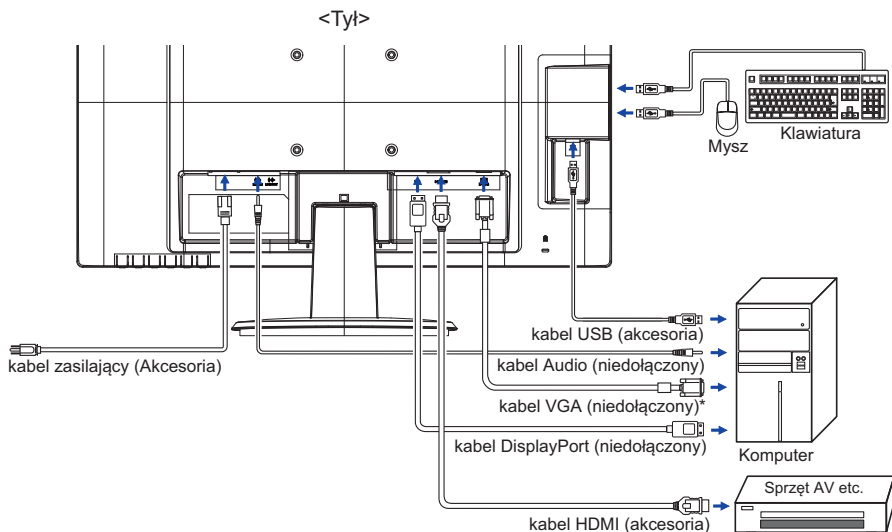 <Tył>
Klawiatura
Mysz
kabel USB (akcesoria)
kabel zasilający (Akcesoria)
kabel Audio (niedołączony)
kabel VGA (niedołączony)*
kabel DisplayPort (niedołączony)
Komputer
Sprzęt AV etc.
kabel HDMI (akcesoria)